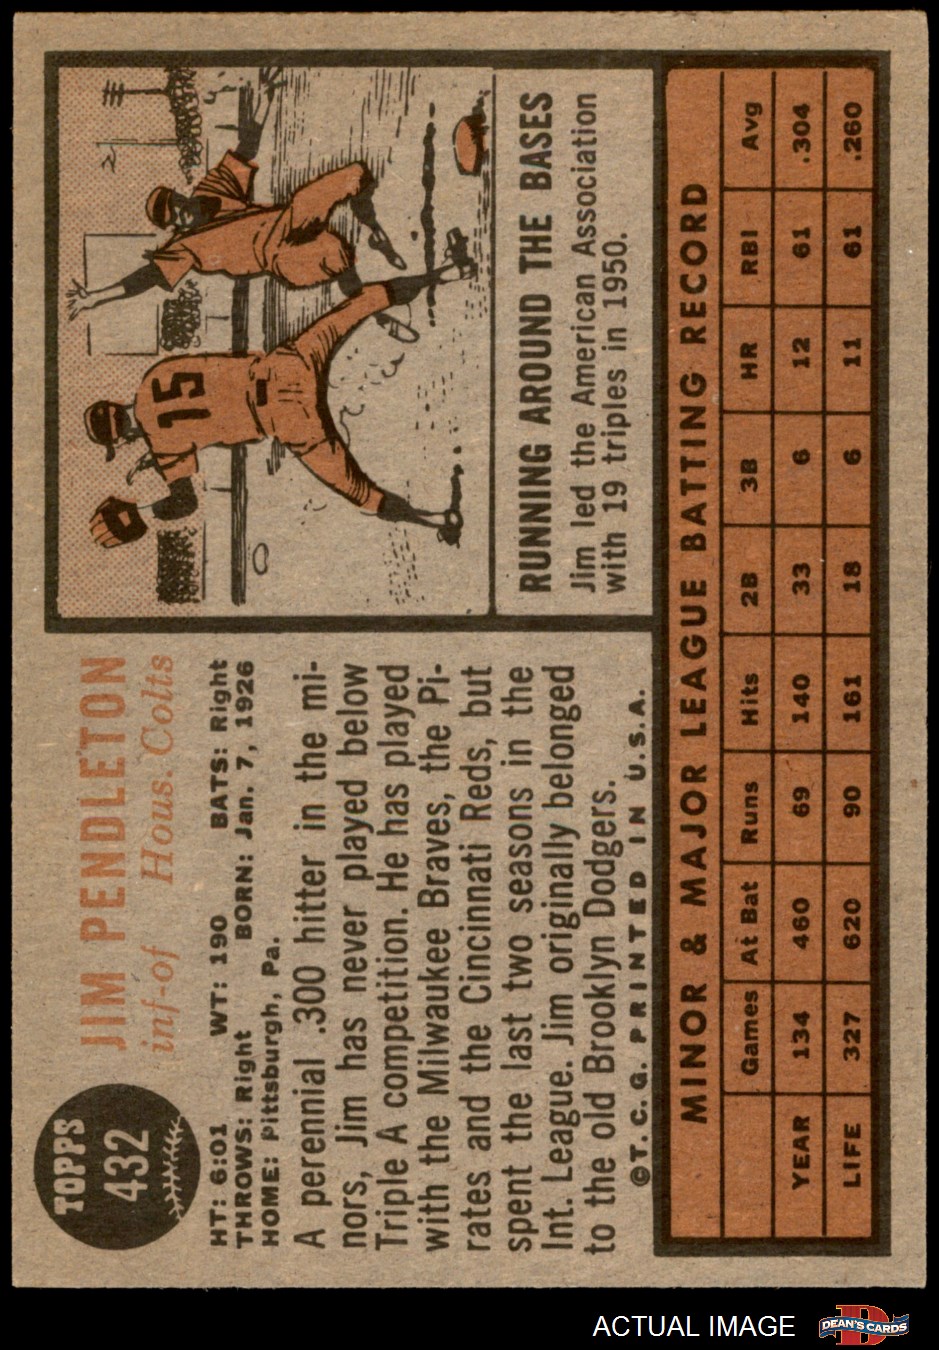 TOPPS
432
JIM PENDLETON
inf-of Hous. Colts
HT: 6:01 WT: 190 BATS: Right
THROWS: Right BORN: Jan. 7, 1926
HOME: Pittsburgh, Pa.
A perennial .300 hitter in the mi-
nors, Jim has never played below
Triple A competition. He has played
with the Milwaukee Braves, the Pi-
rates and the Cincinnati Reds, but
spent the last two seasons in the
Int. League. Jim originally belonged
to the old Brooklyn Dodgers.
©T.C.G. PRINTED IN U.S.A.
15
RUNNING AROUND THE BASES
Jim led the American Association
with 19 triples in 1950.
MINOR & MAJOR LEAGUE BATTING RECORD
Games At Bat Runs Hits 2B 3B HR RBI Avg
YEAR 134 460 69 140 33 6 12 61 .304
LIFE 327 620 90 161 18 6 11 61 .260
ACTUAL IMAGE
D
DEAN'S CARDS